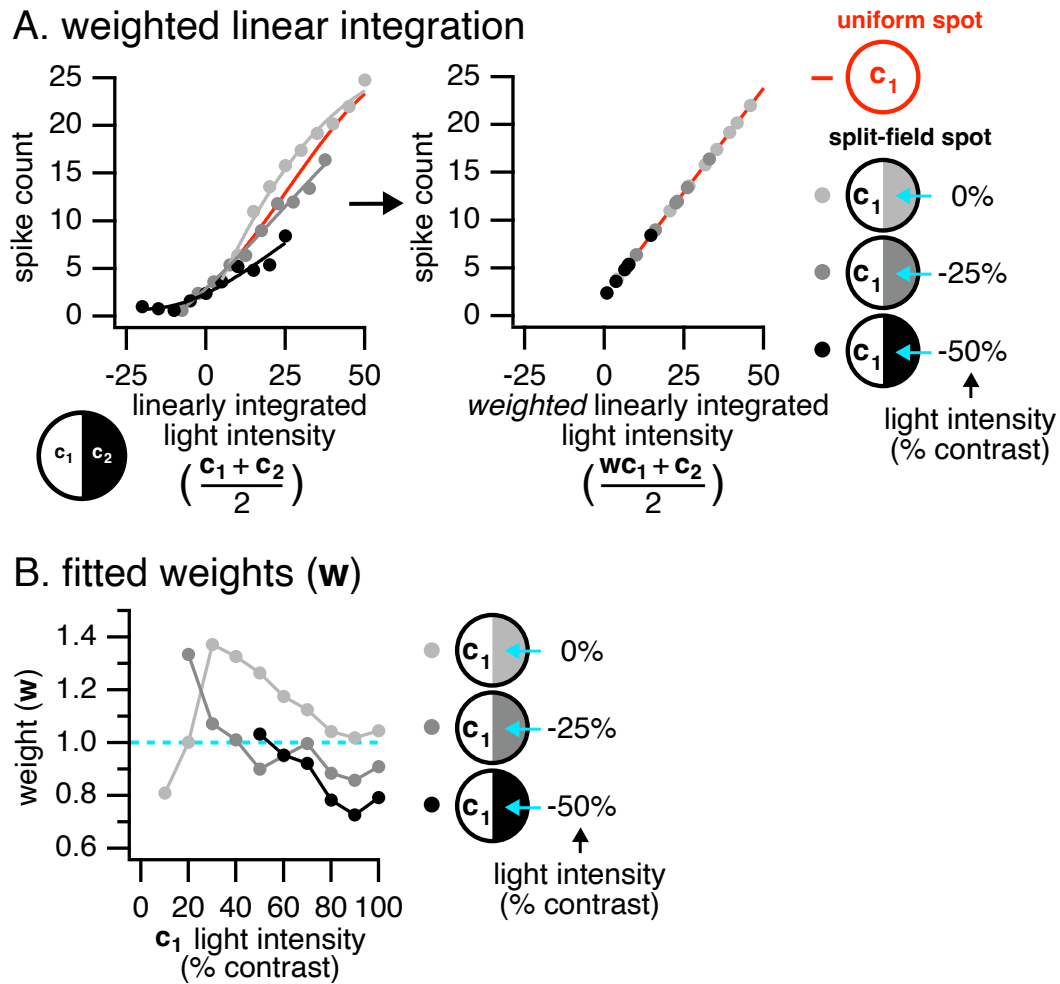 A. weighted linear integration
uniform spot
c1
split-field spot
c1 0%
c1 -25%
c1 -50%
light intensity
(% contrast)
spike count
25
20
15
10
5
0
-25 0 25 50
linearly integrated
light intensity
(c1 + c2 / 2)
c1 c2
spike count
25
20
15
10
5
0
-25 0 25 50
weighted linearly integrated
light intensity
(wc1 + c2 / 2)
B. fitted weights (w)
weight (w)
1.4
1.2
1.0
0.8
0.6
0 20 40 60 80 100
c1 light intensity
(% contrast)
c1 0%
c1 -25%
c1 -50%
light intensity
(% contrast)